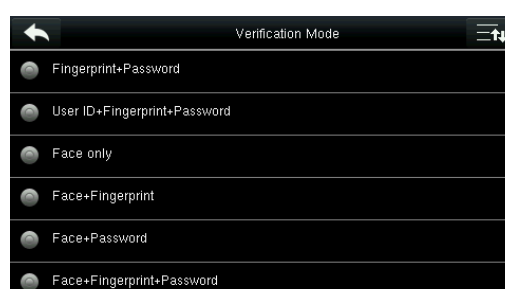 Verification Mode
Fingerprint+Password
User ID+Fingerprint+Password
Face only
Face+Fingerprint
Face+Password
Face+Fingerprint+Password